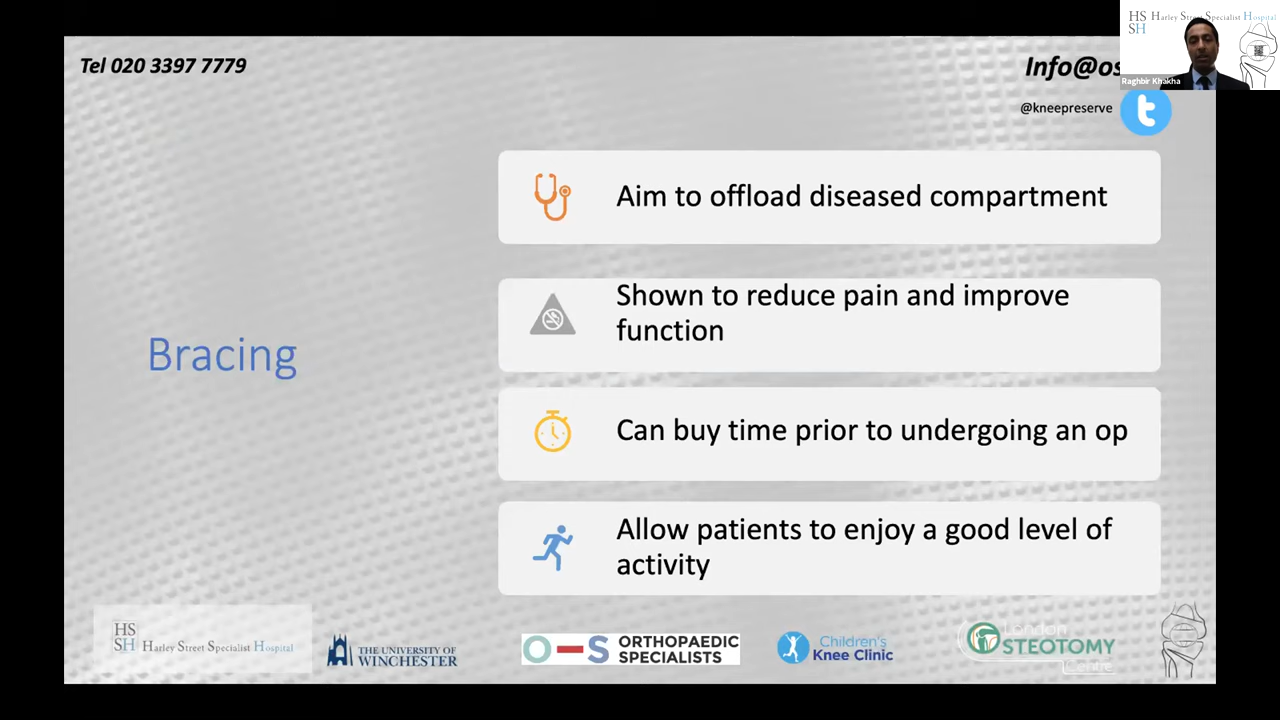 Tel 020 3397 7779
Info@os
@kneepreserve
HS Harley Street Specialist Hospital
SH
Raghbir Khakha
Aim to offload diseased compartment
Shown to reduce pain and improve
function
Bracing
Can buy time prior to undergoing an op
Allow patients to enjoy a good level of
activity
HS
SH Harley Street Specialist Hospital
THE UNIVERSITY OF
WINCHESTER
O-S ORTHOPAEDIC
SPECIALISTS
Children's
Knee Clinic
London
OSTEOTOMY
Centre